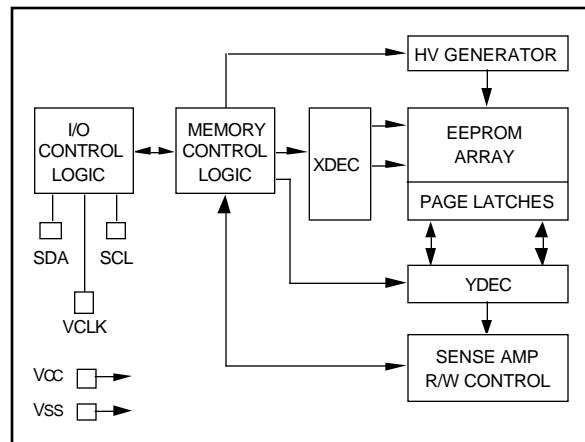 HV GENERATOR
I/O
CONTROL
LOGIC
MEMORY
CONTROL
LOGIC
XDEC
EEPROM
ARRAY
PAGE LATCHES
SDA
SCL
VCLK
YDEC
SENSE AMP
R/W CONTROL
VCC
VSS